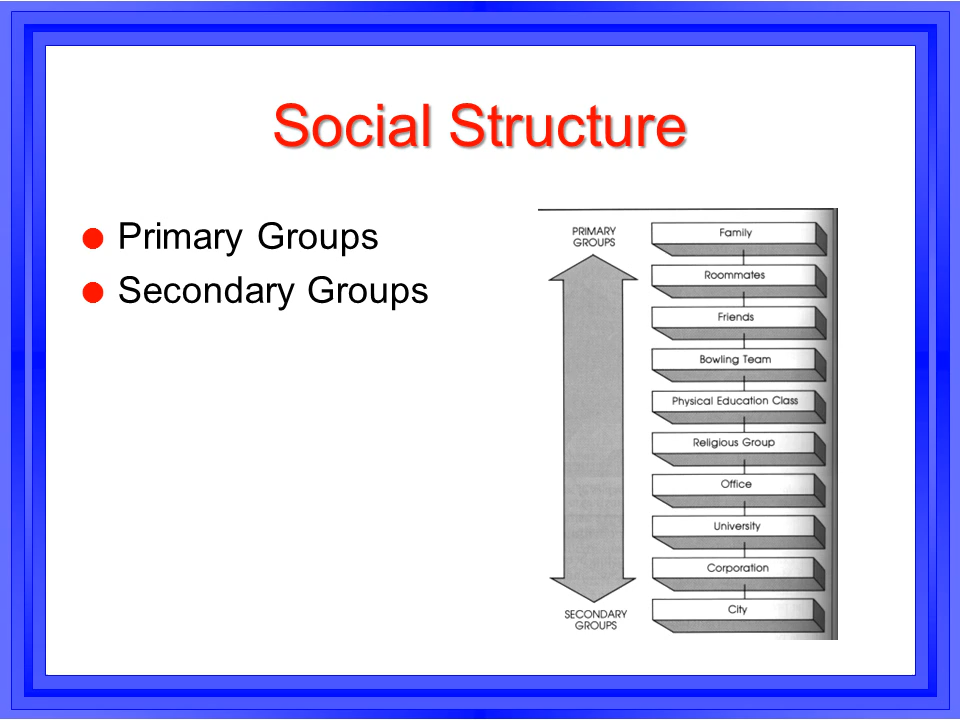 Social Structure
Primary Groups
Secondary Groups
PRIMARY
GROUPS
Family
Roommates
Friends
Bowling Team
Physical Education Class
Religious Group
Office
University
Corporation
City
SECONDARY
GROUPS